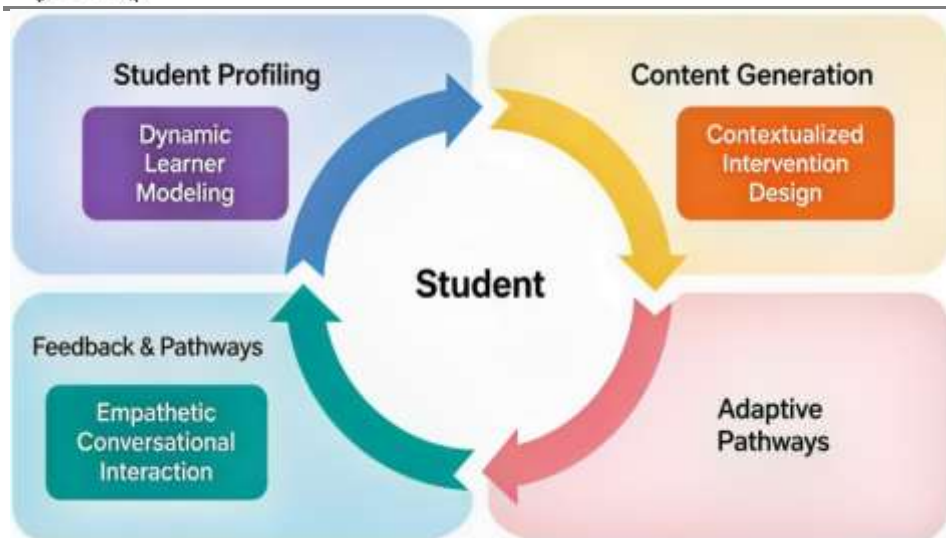 Student Profiling
Dynamic
Learner
Modeling
Content Generation
Contextualized
Intervention
Design
Student
Feedback & Pathways
Empathetic
Conversational
Interaction
Adaptive
Pathways